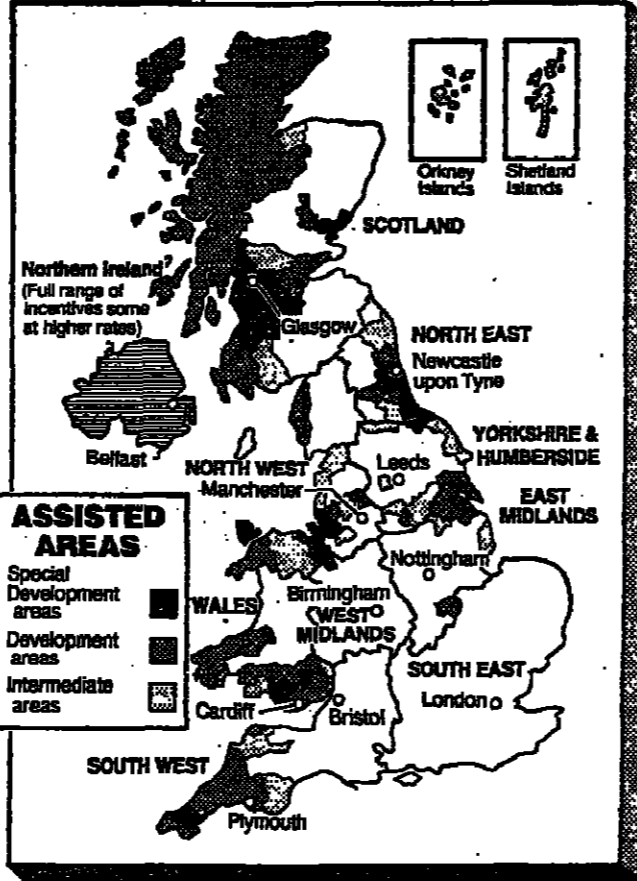 Orkney
Islands
Shetland
Islands
SCOTLAND
Northern Ireland?
(Full range of
incentives some
at higher rates)
Glasgow
NORTH EAST
Newcastle
upon Tyne
Belfast
YORKSHIRE &
HUMBERSIDE
NORTH WEST
Leeds
Manchester
EAST
MIDLANDS
ASSISTED
AREAS
Special
Development
areas
Development
areas
Intermediate
areas
Nottingham
WALES
Birmingham
WEST
MIDLANDS
SOUTH EAST
London
Cardiff
Bristol
SOUTH WEST
Plymouth